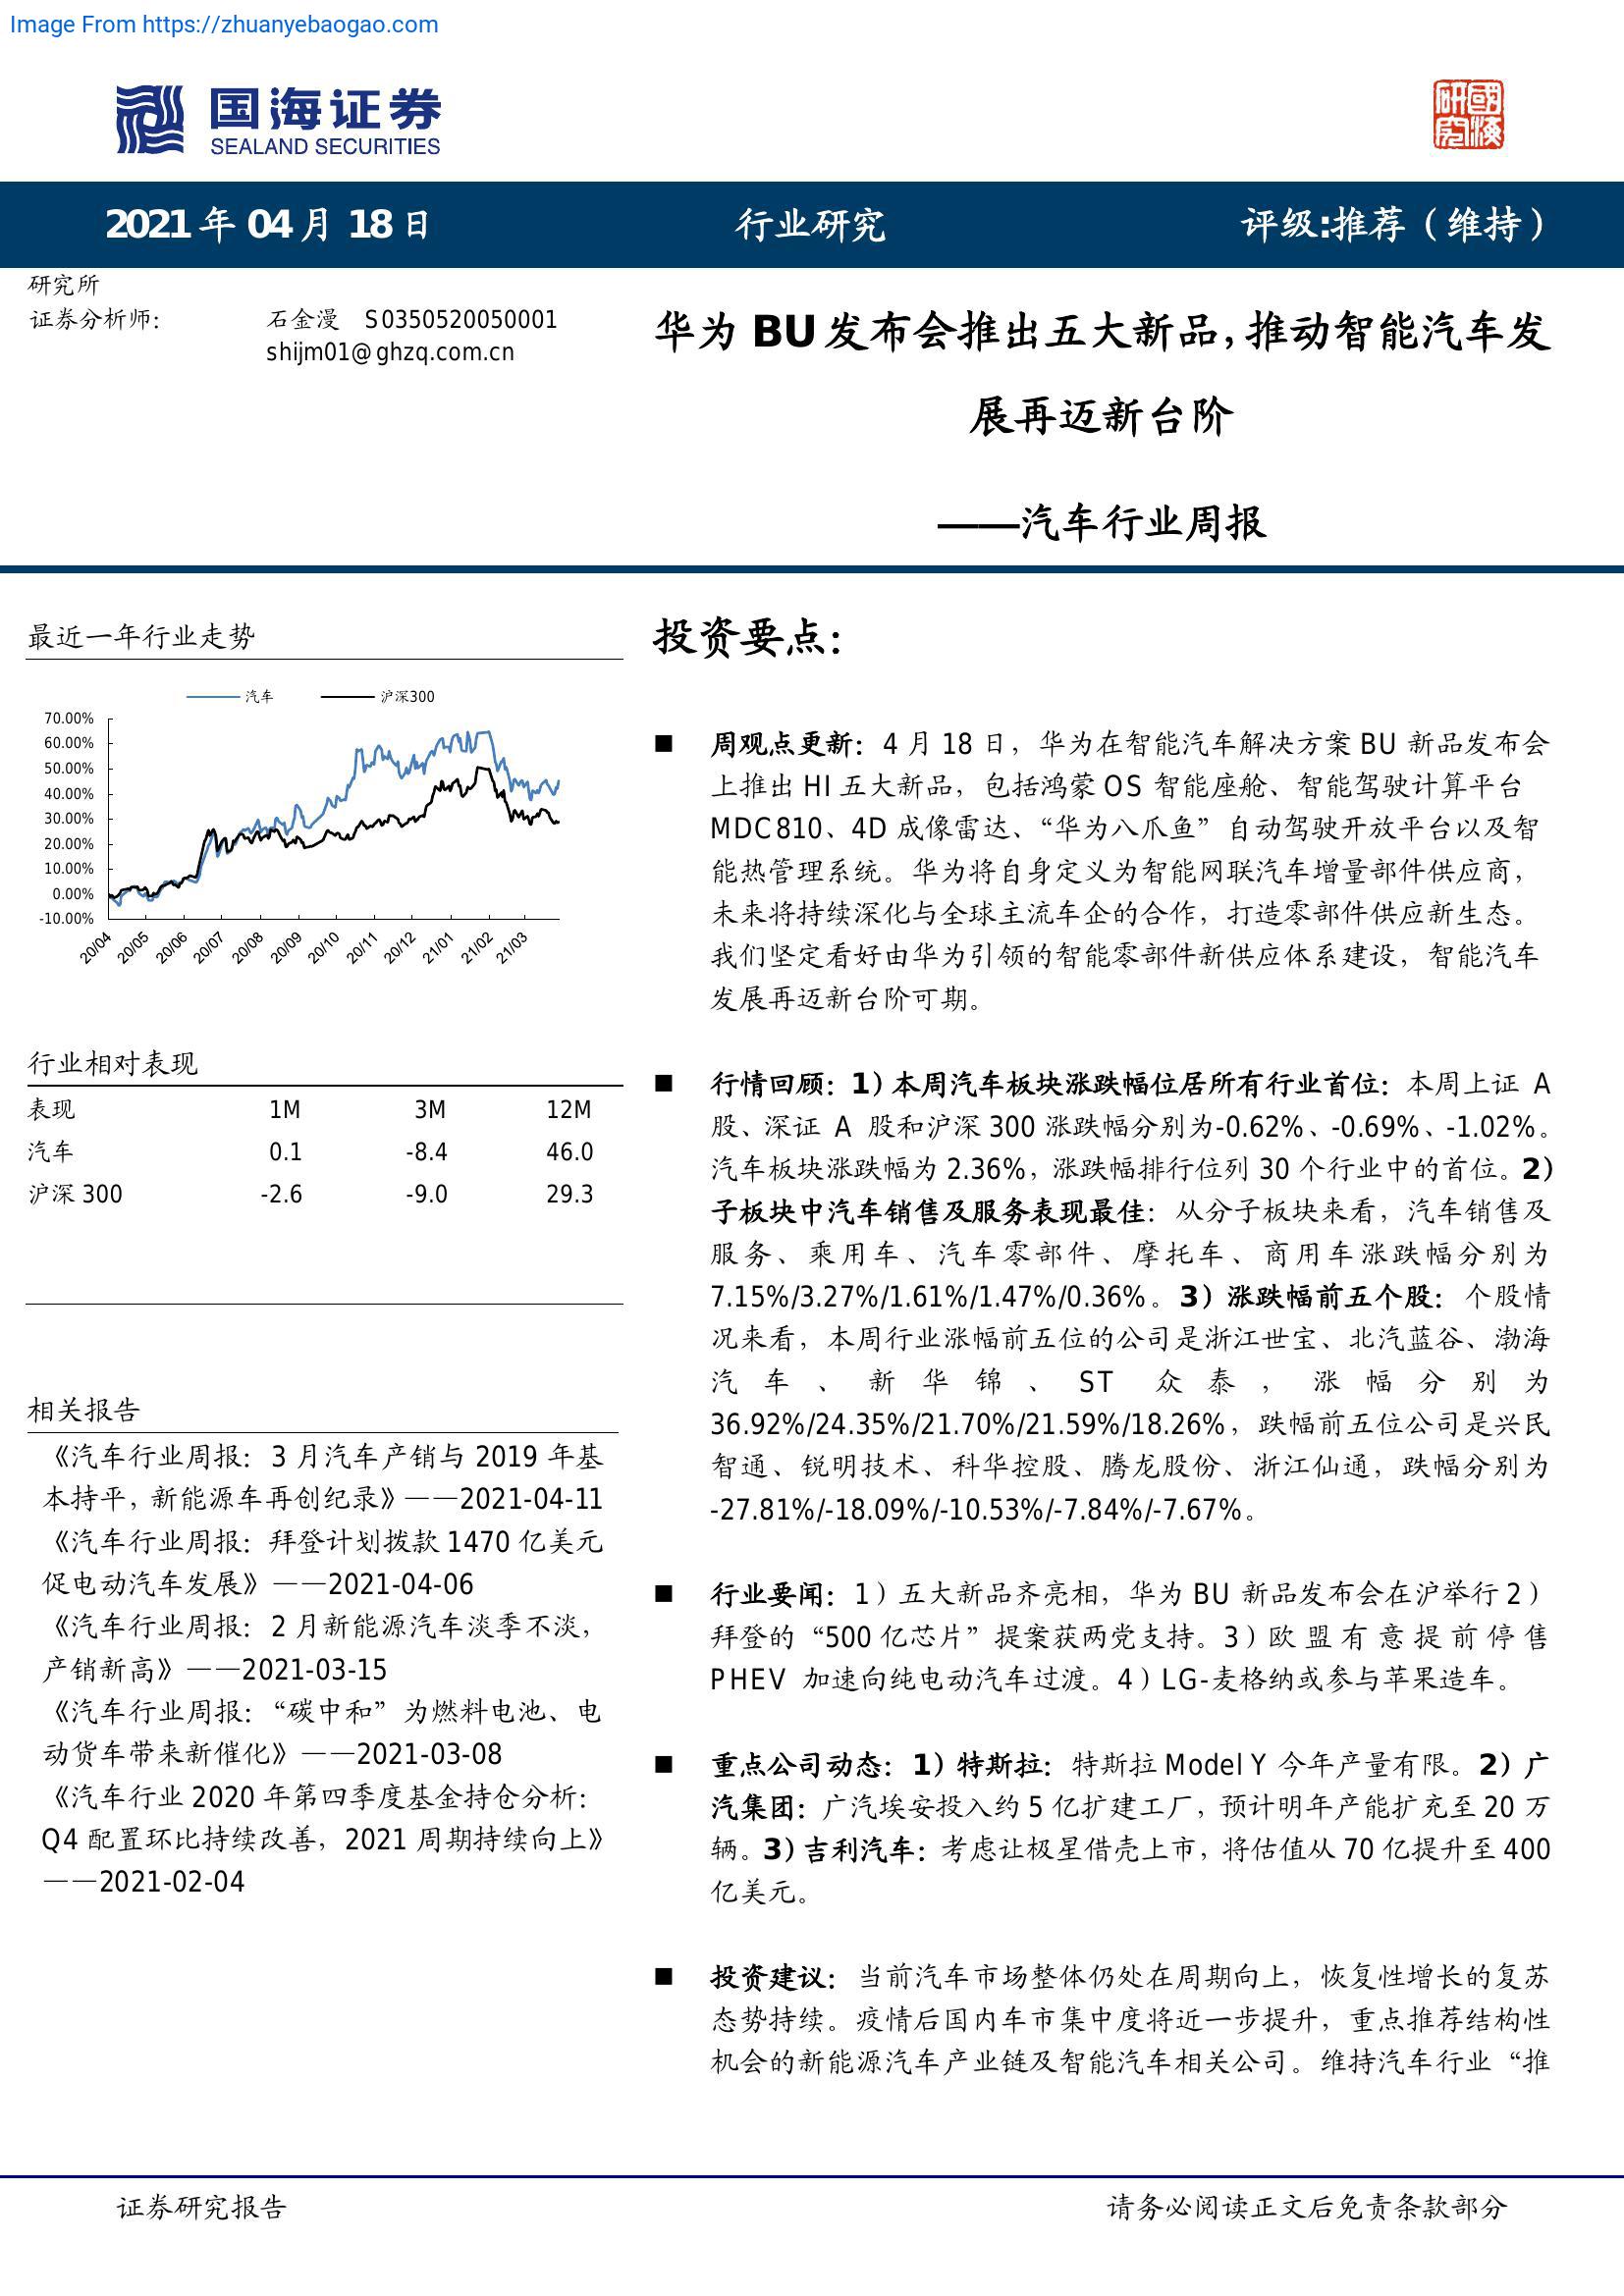 Image From https://zhuanyebaogao.com
国海证券
SEALAND SECURITIES
研究
國海
2021 年 04 月 18 日
行业研究
评级:推荐（维持）
研究所
证券分析师：
石金漫 S0350520050001
shijm01@ghzq.com.cn
华为 BU 发布会推出五大新品，推动智能汽车发
展再迈新台阶
——汽车行业周报
最近一年行业走势
汽车 沪深300
70.00%
60.00%
50.00%
40.00%
30.00%
20.00%
10.00%
0.00%
-10.00%
20/04 20/05 20/06 20/07 20/08 20/09 20/10 20/11 20/12 21/01 21/02 21/03
行业相对表现
表现 1M 3M 12M
汽车 0.1 -8.4 46.0
沪深 300 -2.6 -9.0 29.3
相关报告
《汽车行业周报：3 月汽车产销与 2019 年基
本持平，新能源车再创纪录》——2021-04-11
《汽车行业周报：拜登计划拨款 1470 亿美元
促电动汽车发展》——2021-04-06
《汽车行业周报：2 月新能源汽车淡季不淡，
产销新高》——2021-03-15
《汽车行业周报：“碳中和”为燃料电池、电
动货车带来新催化》——2021-03-08
《汽车行业 2020 年第四季度基金持仓分析：
Q4 配置环比持续改善，2021 周期持续向上》
——2021-02-04
投资要点：
■ 周观点更新：4 月 18 日，华为在智能汽车解决方案 BU 新品发布会
上推出 HI 五大新品，包括鸿蒙 OS 智能座舱、智能驾驶计算平台
MDC810、4D 成像雷达、“华为八爪鱼”自动驾驶开放平台以及智
能热管理系统。华为将自身定义为智能网联汽车增量部件供应商，
未来将持续深化与全球主流车企的合作，打造零部件供应新生态。
我们坚定看好由华为引领的智能零部件新供应体系建设，智能汽车
发展再迈新台阶可期。
■ 行情回顾：1）本周汽车板块涨跌幅位居所有行业首位：本周上证 A
股、深证 A 股和沪深 300 涨跌幅分别为-0.62%、-0.69%、-1.02%。
汽车板块涨跌幅为 2.36%，涨跌幅排行位列 30 个行业中的首位。2）
子板块中汽车销售及服务表现最佳：从分子板块来看，汽车销售及
服务、乘用车、汽车零部件、摩托车、商用车涨跌幅分别为
7.15%/3.27%/1.61%/1.47%/0.36%。3）涨跌幅前五个股：个股情
况来看，本周行业涨幅前五位的公司是浙江世宝、北汽蓝谷、渤海
汽车、新华锦、ST 众泰，涨幅分别为
36.92%/24.35%/21.70%/21.59%/18.26%，跌幅前五位公司是兴民
智通、锐明技术、科华控股、腾龙股份、浙江仙通，跌幅分别为
-27.81%/-18.09%/-10.53%/-7.84%/-7.67%。
■ 行业要闻：1）五大新品齐亮相，华为 BU 新品发布会在沪举行 2）
拜登的“500 亿芯片”提案获两党支持。3）欧盟有意提前停售
PHEV 加速向纯电动汽车过渡。4）LG-麦格纳或参与苹果造车。
■ 重点公司动态：1）特斯拉：特斯拉 Model Y 今年产量有限。2）广
汽集团：广汽埃安投入约 5 亿扩建工厂，预计明年产能扩充至 20 万
辆。3）吉利汽车：考虑让极星借壳上市，将估值从 70 亿提升至 400
亿美元。
■ 投资建议：当前汽车市场整体仍处在周期向上，恢复性增长的复苏
态势持续。疫情后国内车市集中度将近一步提升，重点推荐结构性
机会的新能源汽车产业链及智能汽车相关公司。维持汽车行业“推
证券研究报告
请务必阅读正文后免责条款部分